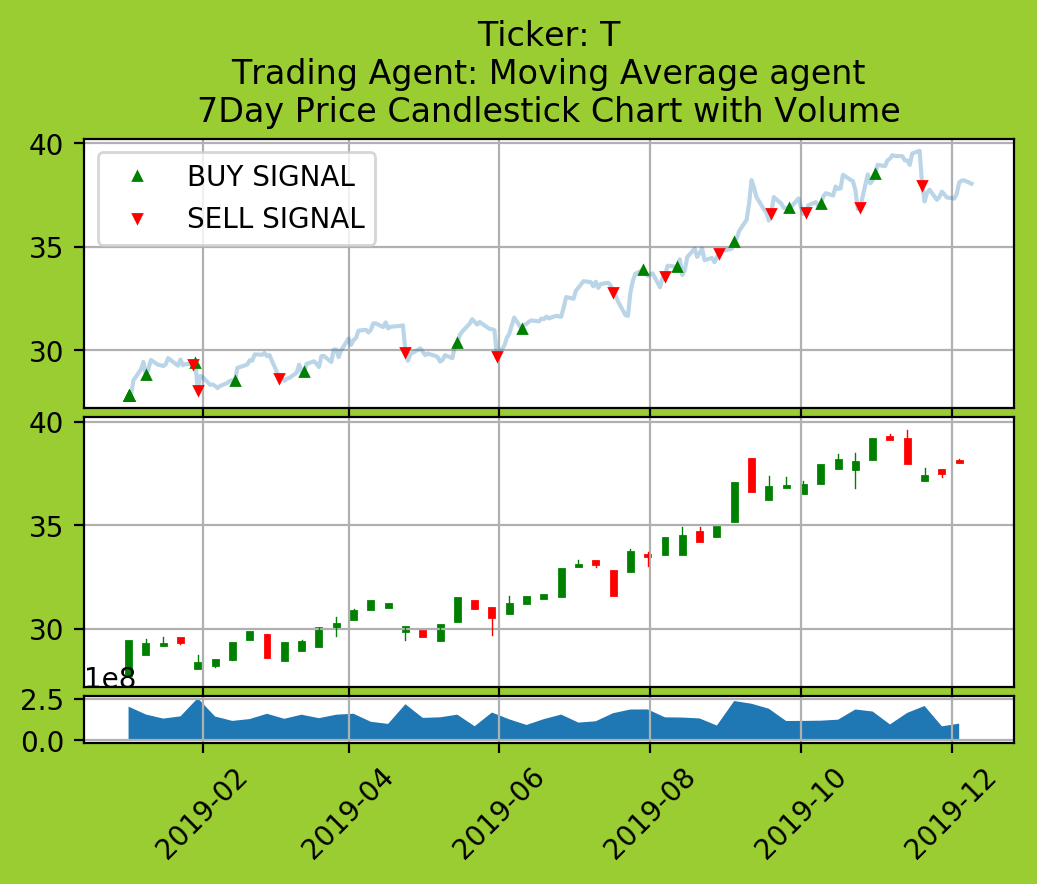 Ticker: T
Trading Agent: Moving Average agent
7Day Price Candlestick Chart with Volume
40
BUY SIGNAL
SELL SIGNAL
35
30
40
35
30
1e8
2.5
0.0
2019-02
2019-04
2019-06
2019-08
2019-10
2019-12